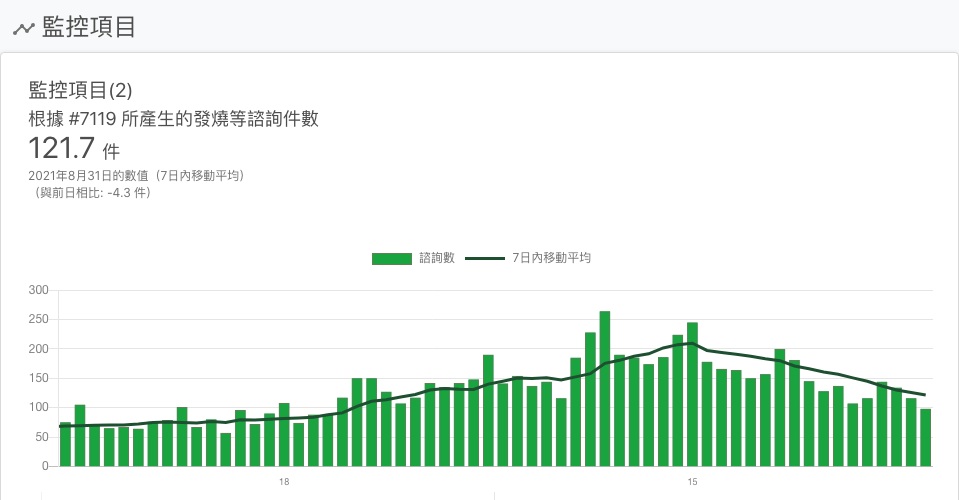 監控項目
監控項目(2)
根據 #7119 所產生的發燒等諮詢件數
121.7 件
2021年8月31日的數值（7日內移動平均）
（與前日相比: -4.3 件）
諮詢數 7日內移動平均
300
250
200
150
100
50
0
18 15